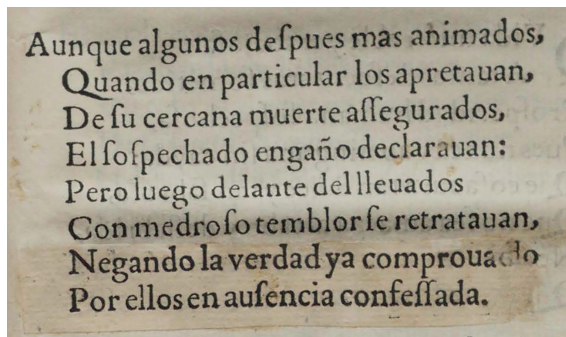 Aunque algunos deſpues mas animados,
Quando en particular los apretauan,
De ſu cercana muerte aſſegurados,
El ſoſpechado engaño declarauan:
Pero luego delante del lleuados
Con medroſo temblor ſe retratauan,
Negando la verdad ya comprouado
Por ellos en auſencia confeſſada.